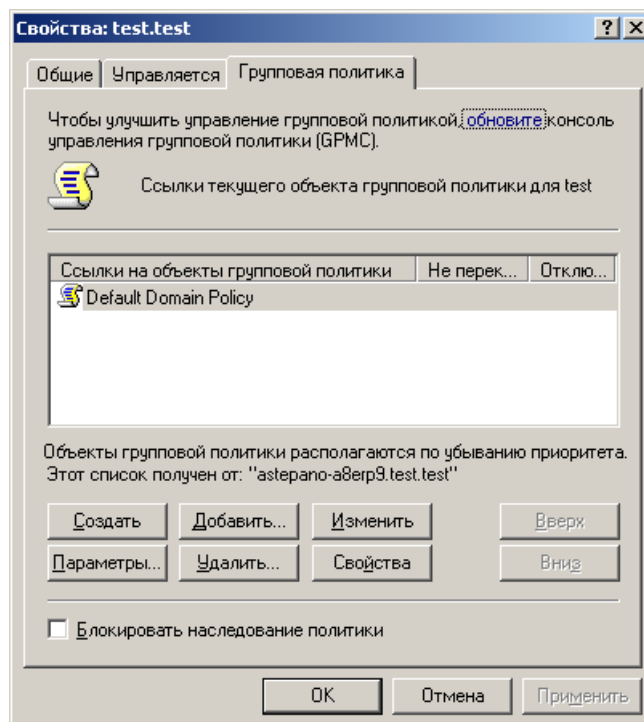 Свойства: test.test
Общие Управляется Групповая политика
Чтобы улучшить управление групповой политикой, обновите консоль
управления групповой политики (GPMC).
Ссылки текущего объекта групповой политики для test
Ссылки на объекты групповой политики Не перек... Отклю...
Default Domain Policy
Объекты групповой политики располагаются по убыванию приоритета.
Этот список получен от: "astepano-a8erp9.test.test"
Создать Добавить... Изменить Вверх
Параметры... Удалить... Свойства Вниз
Блокировать наследование политики
OK Отмена Применить